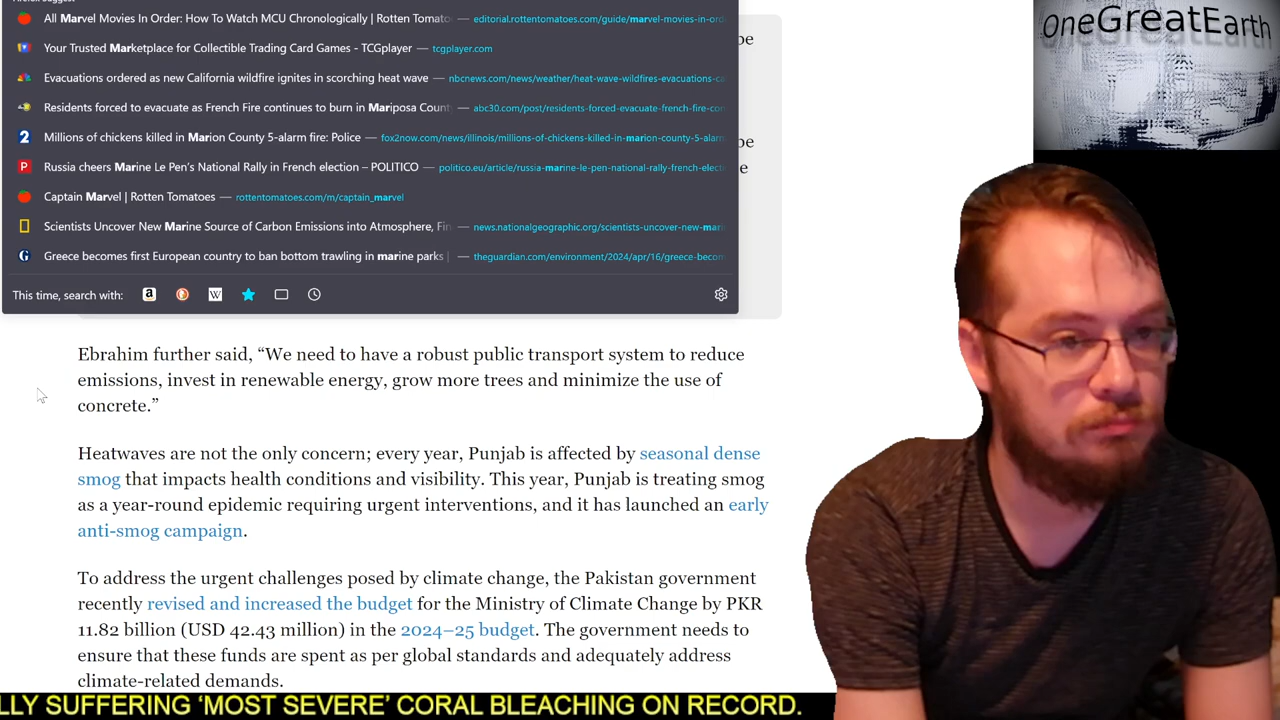 All Marvel Movies In Order: How To Watch MCU Chronologically | Rotten Tomato — editorial.rottentomatoes.com/guide/marvel-movies-in-ord
Your Trusted Marketplace for Collectible Trading Card Games - TCGplayer — tcgplayer.com
Evacuations ordered as new California wildfire ignites in scorching heat wave — nbcnews.com/news/weather/heat-wave-wildfires-evacuations-ca
Residents forced to evacuate as French Fire continues to burn in Mariposa Coun — abc30.com/post/residents-forced-evacuate-french-fire-con
Millions of chickens killed in Marion County 5-alarm fire: Police — fox2now.com/news/illinois/millions-of-chickens-killed-in-marion-county-5-alarm
Russia cheers Marine Le Pen's National Rally in French election – POLITICO — politico.eu/article/russia-marine-le-pen-national-rally-french-elect
Captain Marvel | Rotten Tomatoes — rottentomatoes.com/m/captain_marvel
Scientists Uncover New Marine Source of Carbon Emissions into Atmosphere, Fin — news.nationalgeographic.org/scientists-uncover-new-mar
Greece becomes first European country to ban bottom trawling in marine parks | — theguardian.com/environment/2024/apr/16/greece-becom
This time, search with:
be
be
e
OneGreatEarth
Ebrahim further said, “We need to have a robust public transport system to reduce
emissions, invest in renewable energy, grow more trees and minimize the use of
concrete.”
Heatwaves are not the only concern; every year, Punjab is affected by seasonal dense
smog that impacts health conditions and visibility. This year, Punjab is treating smog
as a year-round epidemic requiring urgent interventions, and it has launched an early
anti-smog campaign.
To address the urgent challenges posed by climate change, the Pakistan government
recently revised and increased the budget for the Ministry of Climate Change by PKR
11.82 billion (USD 42.43 million) in the 2024–25 budget. The government needs to
ensure that these funds are spent as per global standards and adequately address
climate-related demands.
LLY SUFFERING ‘MOST SEVERE’ CORAL BLEACHING ON RECORD.